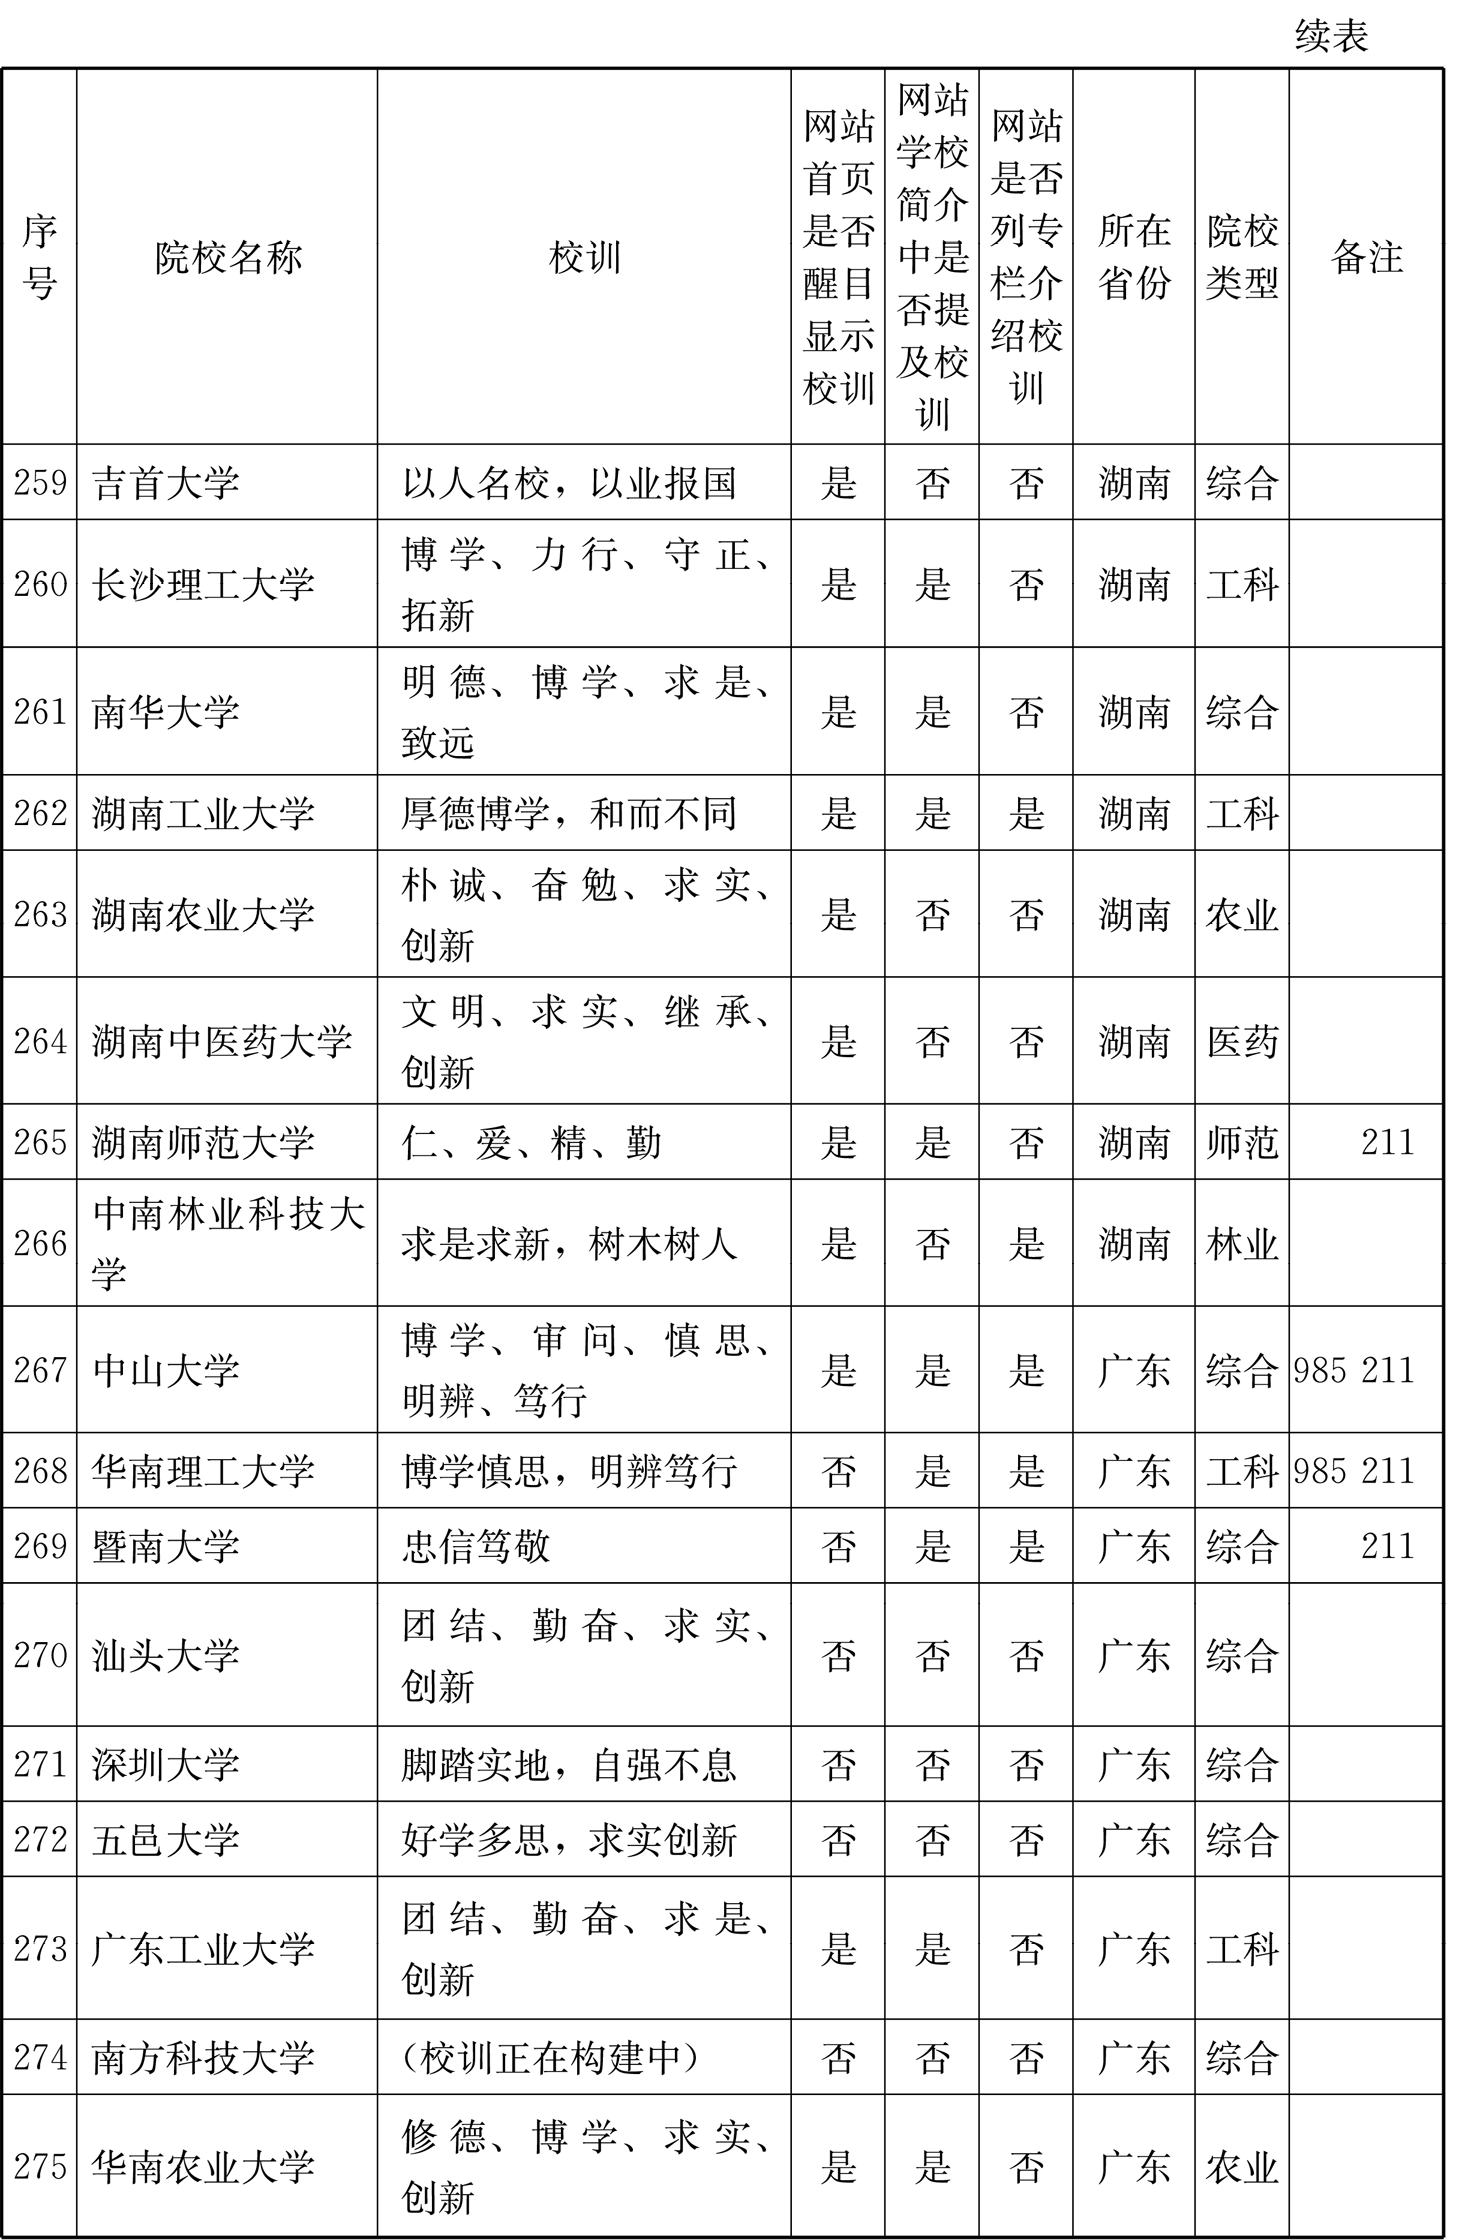 续表
序号 院校名称 校训 网站首页是否醒目显示校训 网站学校简介中是否提及校训 网站是否列专栏介绍校训 所在省份 院校类型 备注
259 吉首大学 以人名校，以业报国 是 否 否 湖南 综合
260 长沙理工大学 博学、力行、守正、拓新 是 是 否 湖南 工科
261 南华大学 明德、博学、求是、致远 是 是 否 湖南 综合
262 湖南工业大学 厚德博学，和而不同 是 是 是 湖南 工科
263 湖南农业大学 朴诚、奋勉、求实、创新 是 否 否 湖南 农业
264 湖南中医药大学 文明、求实、继承、创新 是 否 否 湖南 医药
265 湖南师范大学 仁、爱、精、勤 是 是 否 湖南 师范 211
266 中南林业科技大学 求是求新，树木树人 是 否 是 湖南 林业
267 中山大学 博学、审问、慎思、明辨、笃行 是 是 是 广东 综合 985 211
268 华南理工大学 博学慎思，明辨笃行 否 是 是 广东 工科 985 211
269 暨南大学 忠信笃敬 否 是 是 广东 综合 211
270 汕头大学 团结、勤奋、求实、创新 否 否 否 广东 综合
271 深圳大学 脚踏实地，自强不息 否 否 否 广东 综合
272 五邑大学 好学多思，求实创新 否 否 否 广东 综合
273 广东工业大学 团结、勤奋、求是、创新 是 是 否 广东 工科
274 南方科技大学 （校训正在构建中） 否 否 否 广东 综合
275 华南农业大学 修德、博学、求实、创新 是 是 否 广东 农业